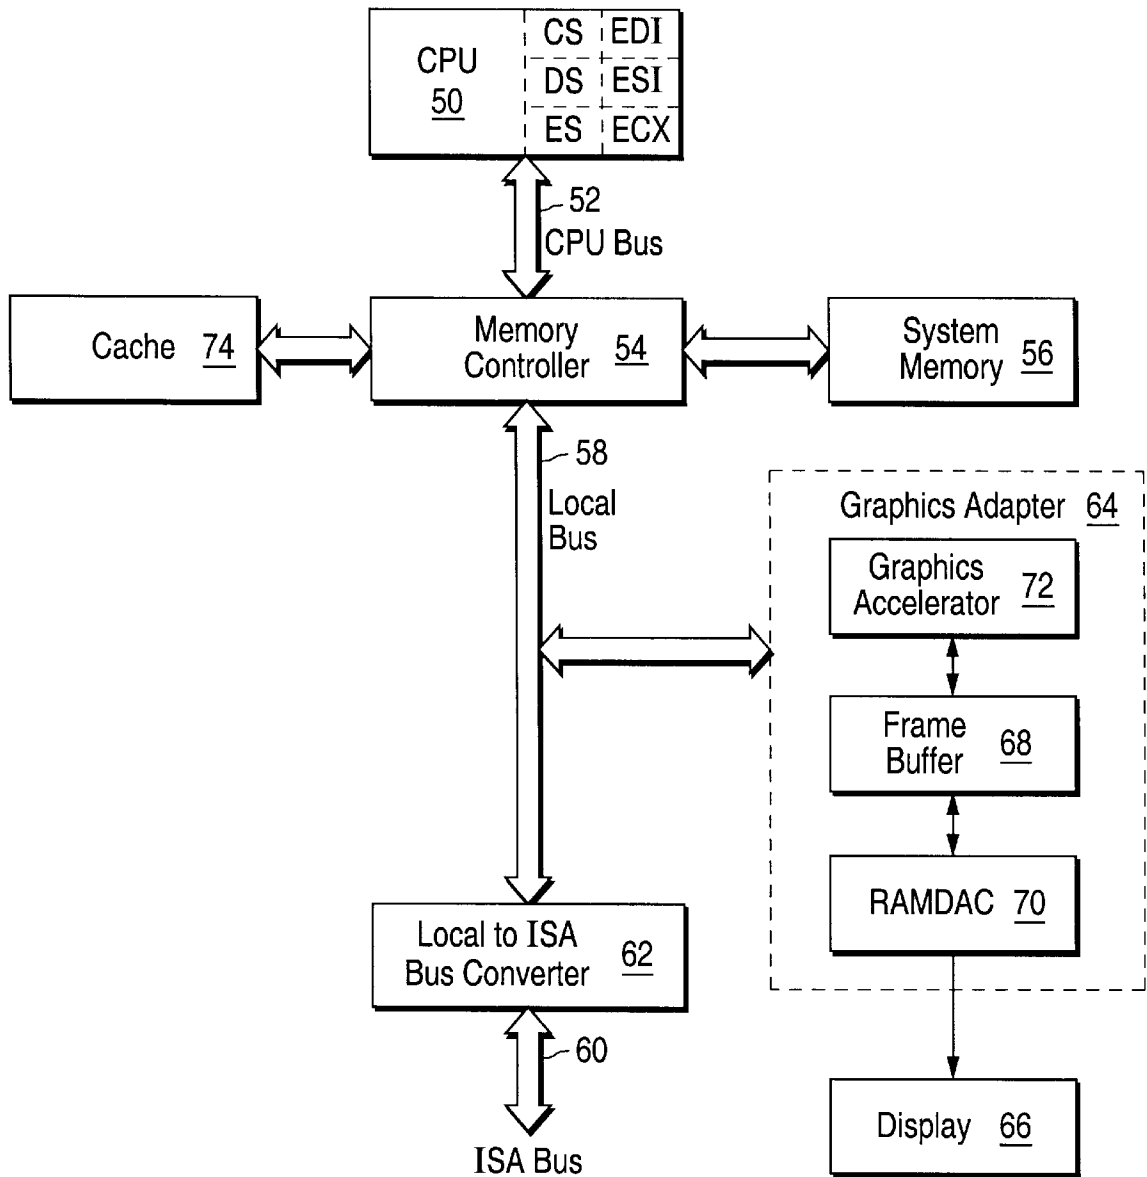 CPU
50
CS EDI
DS ESI
ES ECX
52
CPU Bus
Cache 74
Memory
Controller 54
System
Memory 56
58
Local
Bus
Graphics Adapter 64
Graphics
Accelerator 72
Frame
Buffer 68
RAMDAC 70
Local to ISA
Bus Converter 62
60
ISA Bus
Display 66